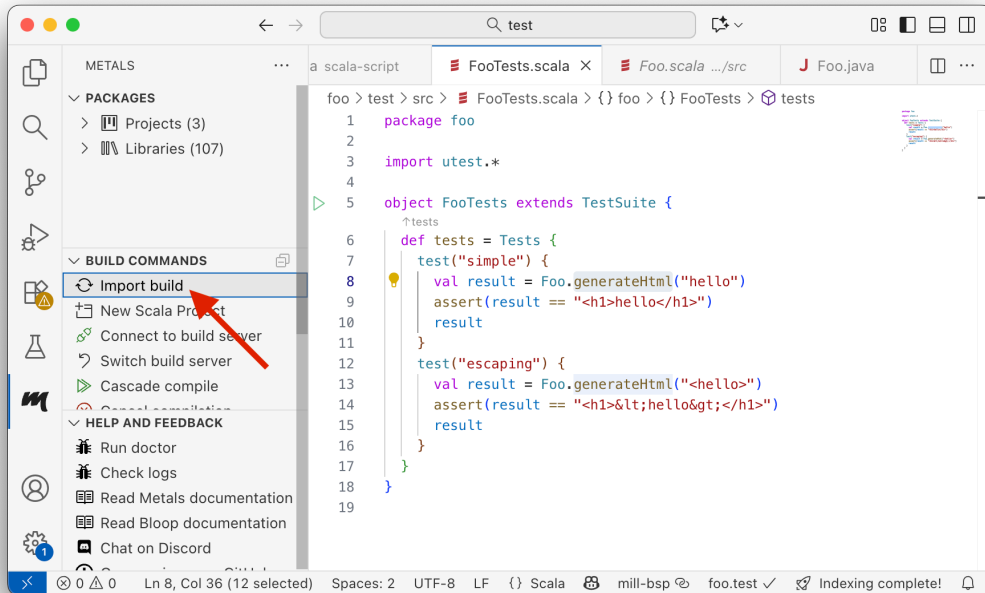 test
METALS
a scala-script
FooTests.scala
Foo.scala .../src
J Foo.java
foo > test > src > FooTests.scala > {} foo > {} FooTests > tests
PACKAGES
Projects (3)
Libraries (107)
BUILD COMMANDS
Import build
New Scala Project
Connect to build server
Switch build server
Cascade compile
Cancel compilation
HELP AND FEEDBACK
Run doctor
Check logs
Read Metals documentation
Read Bloop documentation
Chat on Discord
1 package foo
2
3 import utest.*
4
5 object FooTests extends TestSuite {
↑tests
6 def tests = Tests {
7 test("simple") {
8 val result = Foo.generateHtml("hello")
9 assert(result == "<h1>hello</h1>")
10 result
11 }
12 test("escaping") {
13 val result = Foo.generateHtml("<hello>")
14 assert(result == "<h1>&lt;hello&gt;</h1>")
15 result
16 }
17 }
18 }
19
1
0 0 Ln 8, Col 36 (12 selected) Spaces: 2 UTF-8 LF {} Scala mill-bsp foo.test ✓ Indexing complete!